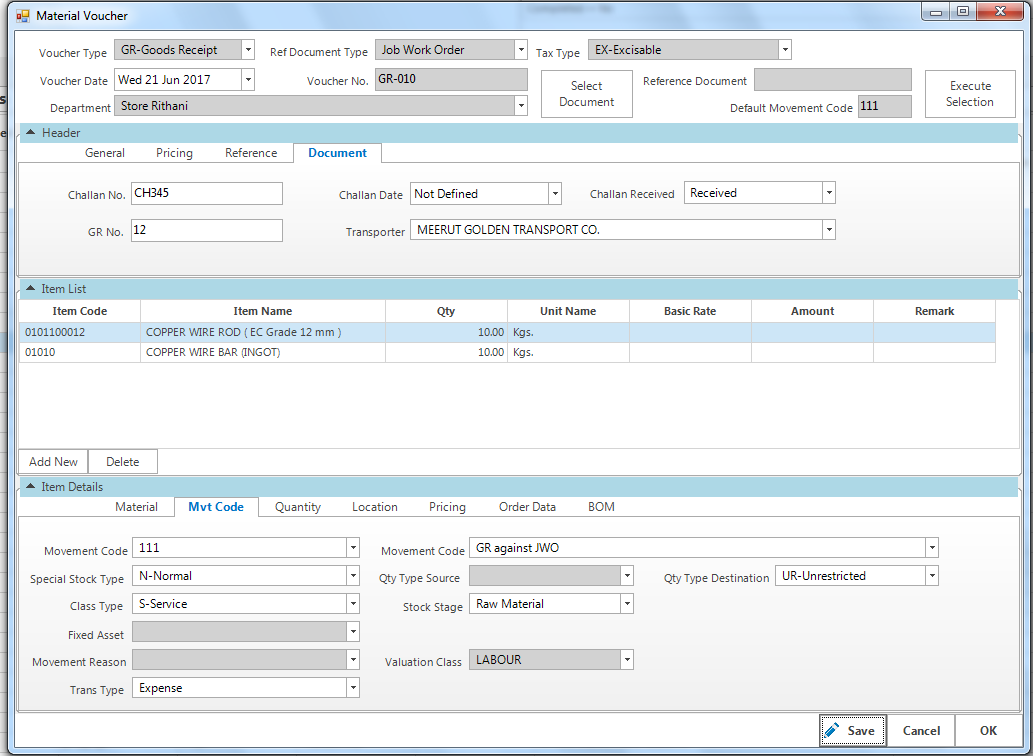 Material Voucher
Voucher Type GR-Goods Receipt Ref Document Type Job Work Order Tax Type EX-Excisable
Voucher Date Wed 21 Jun 2017 Voucher No. GR-010 Select Document Reference Document Execute Selection
Department Store Rithani Default Movement Code 111
Header
General Pricing Reference Document
Challan No. CH345 Challan Date Not Defined Challan Received Received
GR No. 12 Transporter MEERUT GOLDEN TRANSPORT CO.
Item List
Item Code Item Name Qty Unit Name Basic Rate Amount Remark
0101100012 COPPER WIRE ROD ( EC Grade 12 mm ) 10.00 Kgs.
01010 COPPER WIRE BAR (INGOT) 10.00 Kgs.
Add New Delete
Item Details
Material Mvt Code Quantity Location Pricing Order Data BOM
Movement Code 111 Movement Code GR against JWO
Special Stock Type N-Normal Qty Type Source Qty Type Destination UR-Unrestricted
Class Type S-Service Stock Stage Raw Material
Fixed Asset
Movement Reason Valuation Class LABOUR
Trans Type Expense
Save Cancel OK